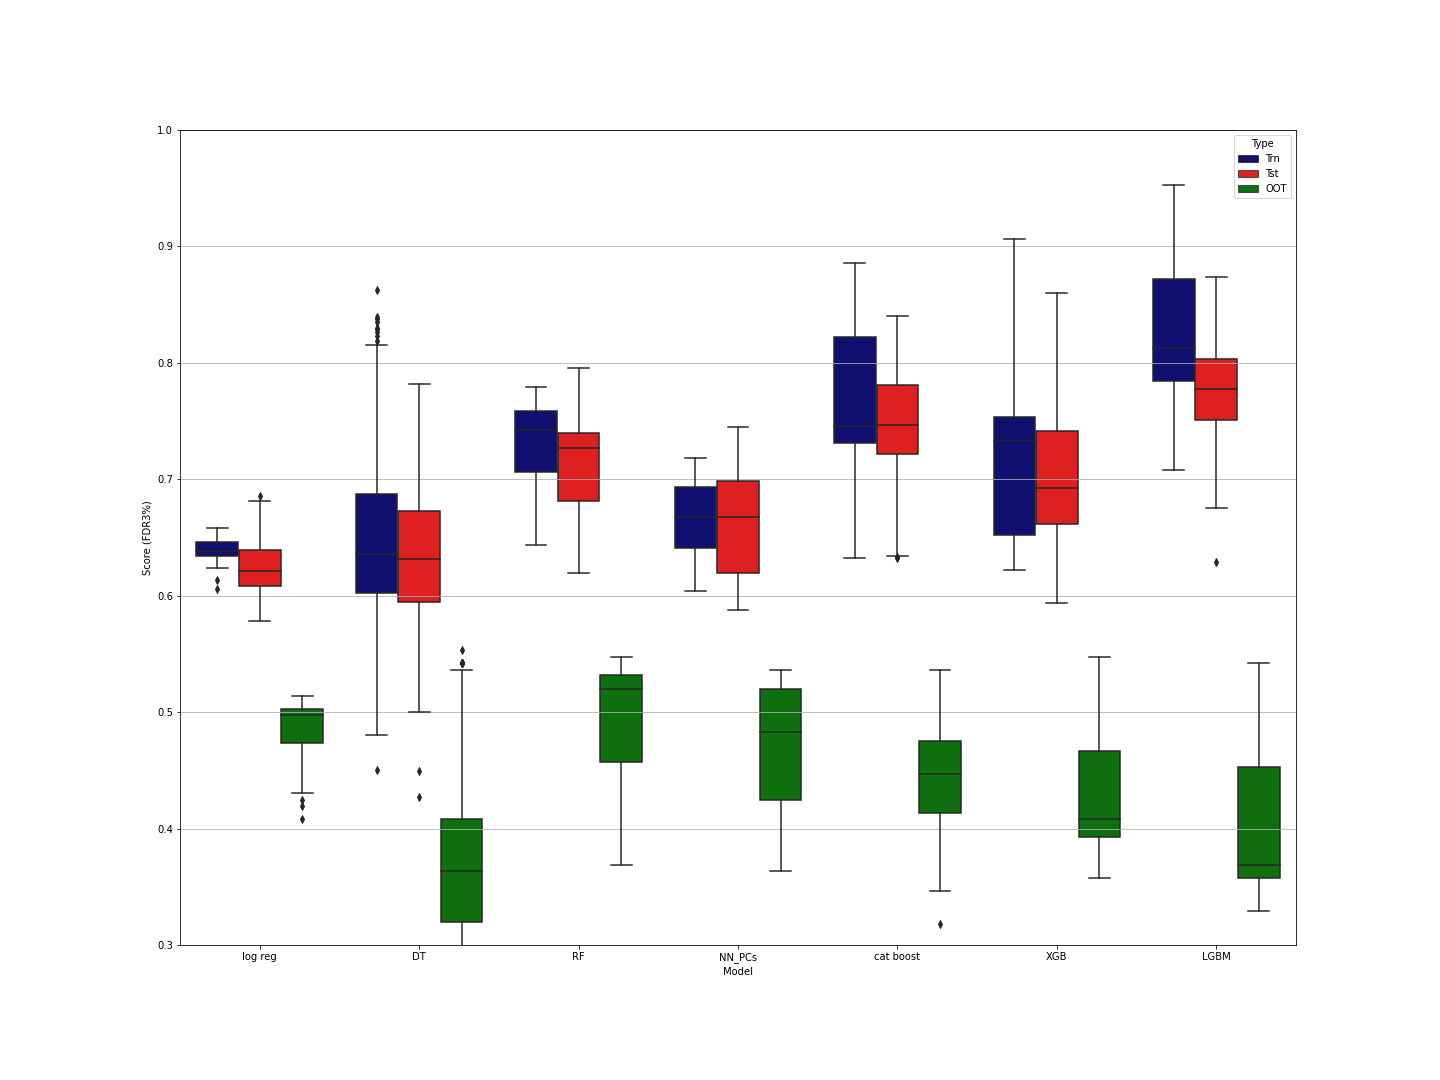 1.0
0.9
0.8
0.7
0.6
0.5
0.4
0.3
Score (FDR3%)
Type
Trn
Tst
OOT
log reg DT RF NN_PCs cat boost XGB LGBM
Model